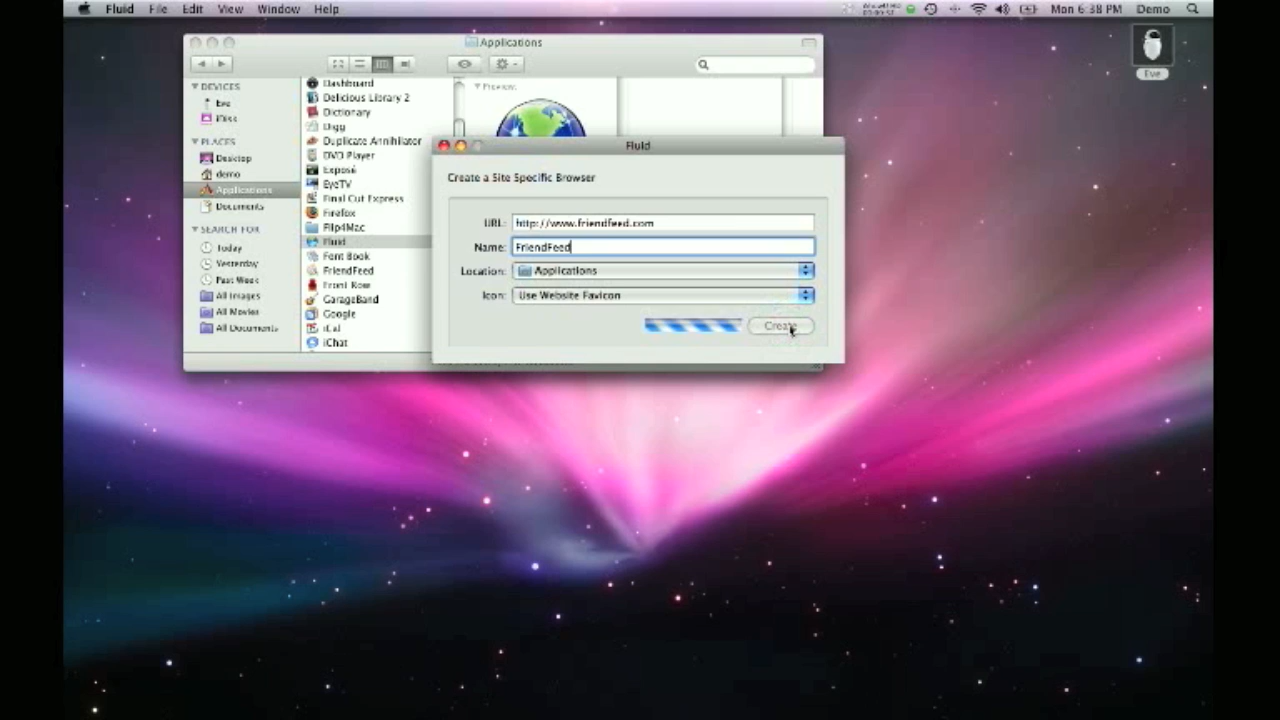 Fluid File Edit View Window Help
Mon 6:38 PM Demo
Applications
Eve
DEVICES
Eve
iDisk
PLACES
Desktop
demo
Applications
Documents
SEARCH FOR
Today
Yesterday
Past Week
All Images
All Movies
All Documents
Dashboard
Delicious Library 2
Dictionary
Digg
Duplicate Annihilator
DVD Player
Exposé
EyeTV
Final Cut Express
Firefox
Flip4Mac
Fluid
Font Book
FriendFeed
Front Row
GarageBand
Google
iCal
iChat
Preview:
Fluid
Create a Site Specific Browser
URL: http://www.friendfeed.com
Name: FriendFeed
Location: Applications
Icon: Use Website Favicon
Create